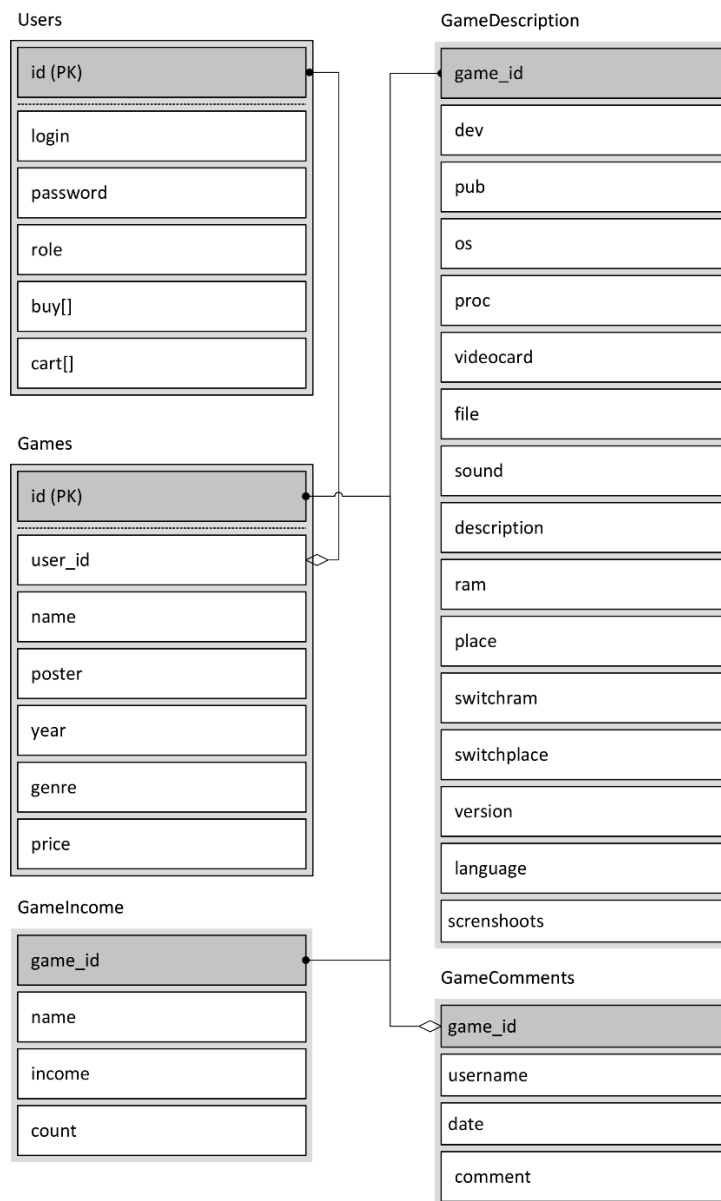 Users
id (PK)
login
password
role
buy[]
cart[]
Games
id (PK)
user_id
name
poster
year
genre
price
GameIncome
game_id
name
income
count
GameDescription
game_id
dev
pub
os
proc
videocard
file
sound
description
ram
place
switchram
switchplace
version
language
screnshoots
GameComments
game_id
username
date
comment